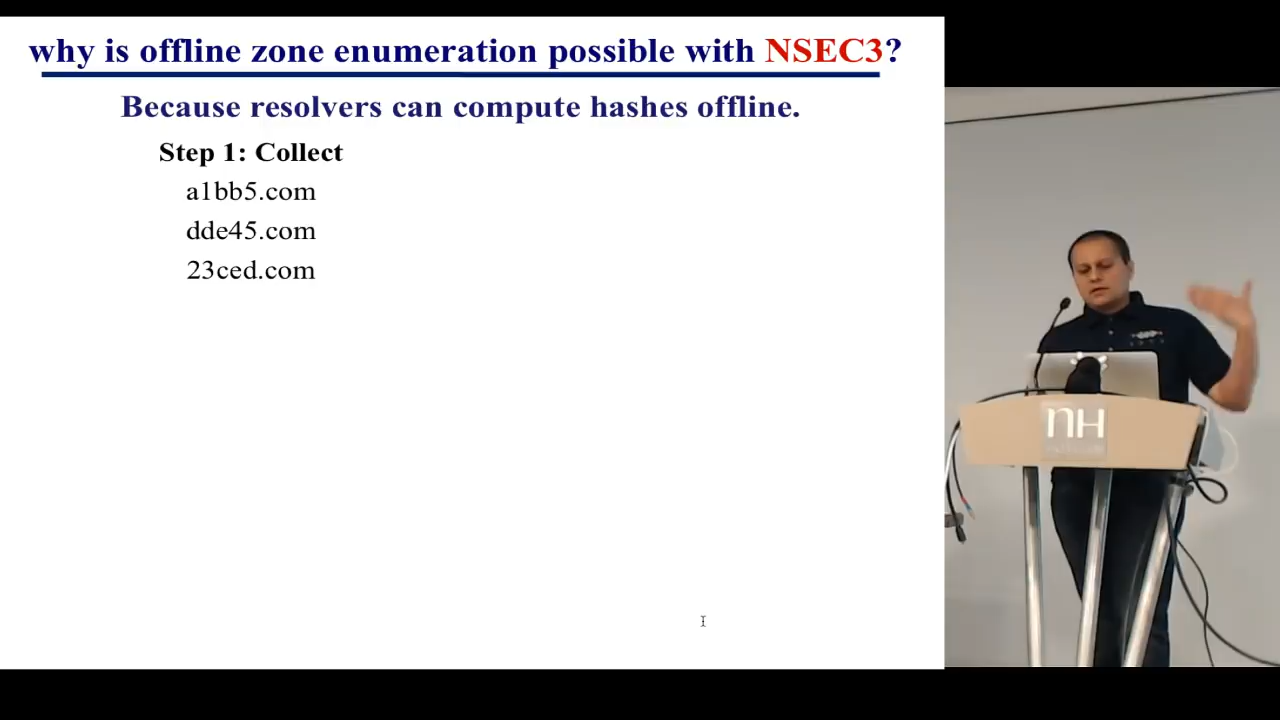 why is offline zone enumeration possible with NSEC3?
Because resolvers can compute hashes offline.
Step 1: Collect
a1bb5.com
dde45.com
23ced.com
nH